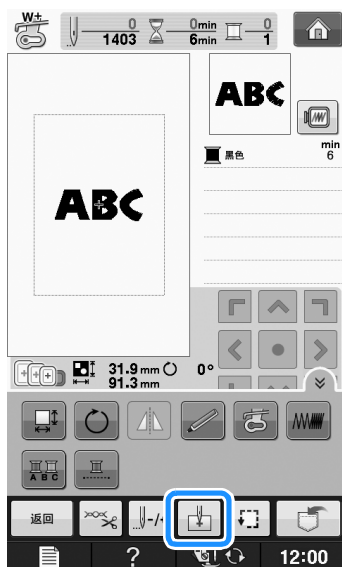 W±
0 0min 0
1403 6min 1
ABC
ABC
min
黑色 6
31.9 mm 0°
91.3 mm
A B C
返回 -/+
? 12:00